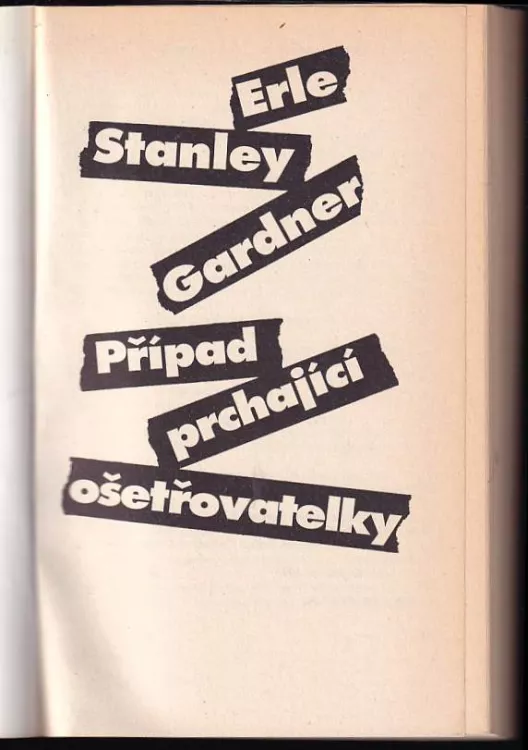 Erle
Stanley
Gardner
Případ
prchající
ošetřovatelky